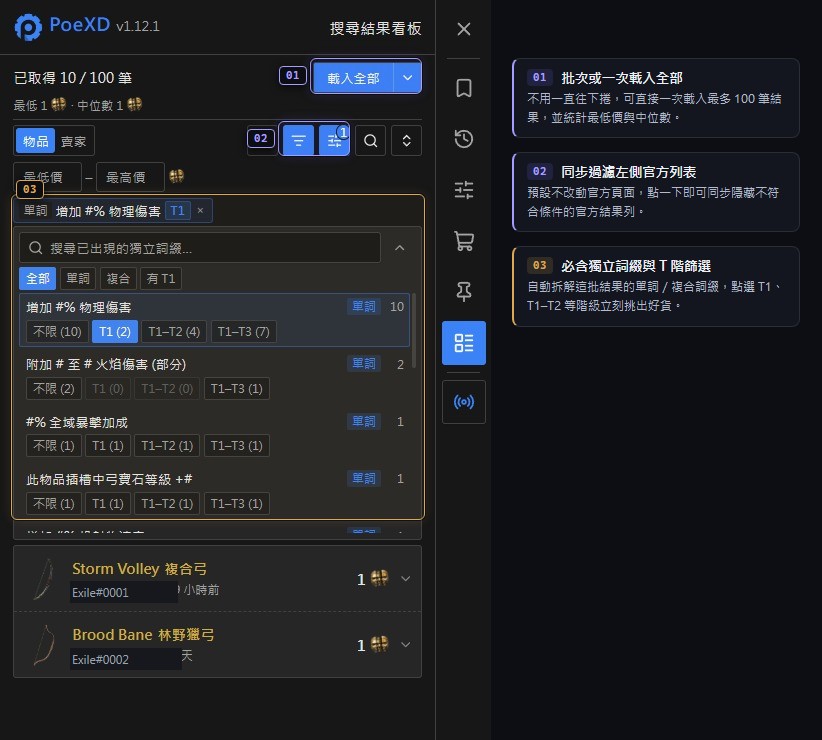 PoeXD v1.12.1
搜尋結果看板
已取得 10 / 100 筆
01
載入全部
最低 1 · 中位數 1
物品 賣家
02
1
最低價 – 最高價
03
單詞 增加 #% 物理傷害 T1 ×
搜尋已出現的獨立詞綴...
全部 單詞 複合 有 T1
增加 #% 物理傷害 單詞 10
不限 (10) T1 (2) T1–T2 (4) T1–T3 (7)
附加 # 至 # 火焰傷害 (部分) 單詞 2
不限 (2) T1 (0) T1–T2 (0) T1–T3 (1)
#% 全域暴擊加成 單詞 1
不限 (1) T1 (1) T1–T2 (1) T1–T3 (1)
此物品插槽中弓寶石等級 +# 單詞 1
不限 (1) T1 (1) T1–T2 (1) T1–T3 (1)
Storm Volley 複合弓
Exile#0001 小時前
1
Brood Bane 林野獵弓
Exile#0002 天
1
01 批次或一次載入全部
不用一直往下捲，可直接一次載入最多 100 筆結
果，並統計最低價與中位數。
02 同步過濾左側官方列表
預設不改動官方頁面，點一下即可同步隱藏不符
合條件的官方結果列。
03 必含獨立詞綴與 T 階篩選
自動拆解這批結果的單詞 / 複合詞綴，點選 T1、
T1–T2 等階級立刻挑出好貨。